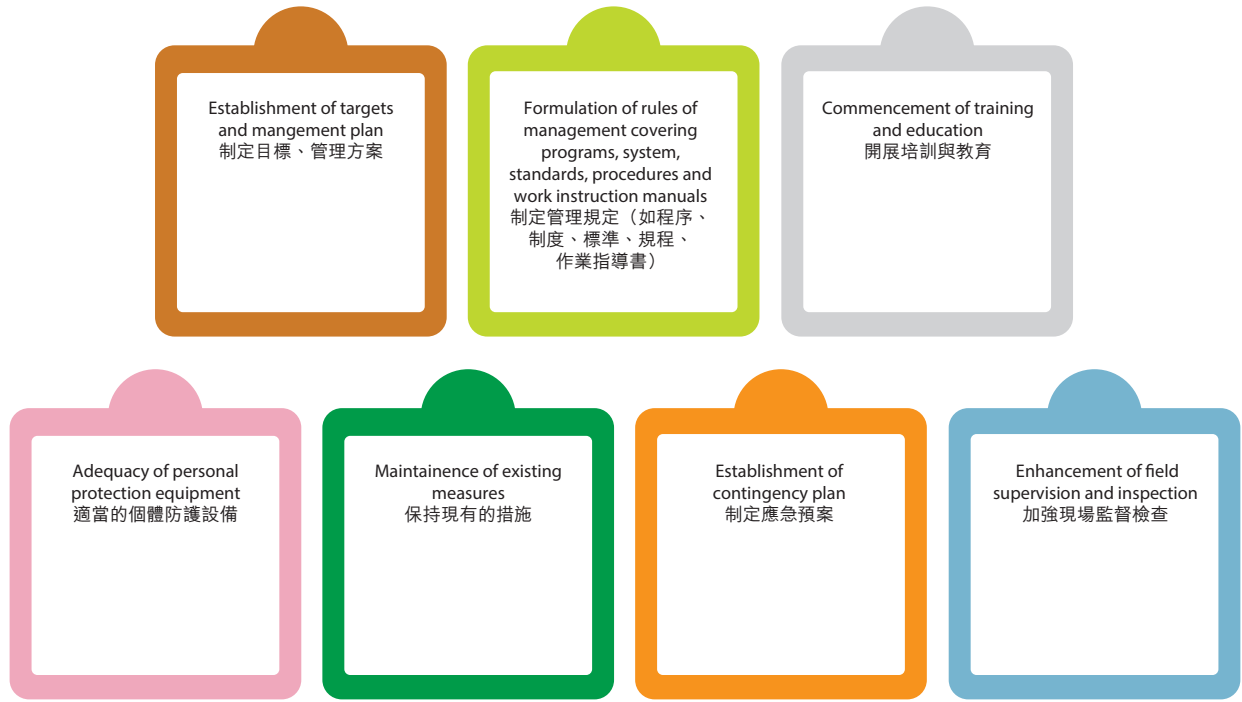 Establishment of targets
and mangement plan
制定目標、管理方案
Formulation of rules of
management covering
programs, system,
standards, procedures and
work instruction manuals
制定管理規定（如程序、
制度、標準、規程、
作業指導書）
Commencement of training
and education
開展培訓與教育
Adequacy of personal
protection equipment
適當的個體防護設備
Maintainence of existing
measures
保持現有的措施
Establishment of
contingency plan
制定應急預案
Enhancement of field
supervision and inspection
加強現場監督檢查